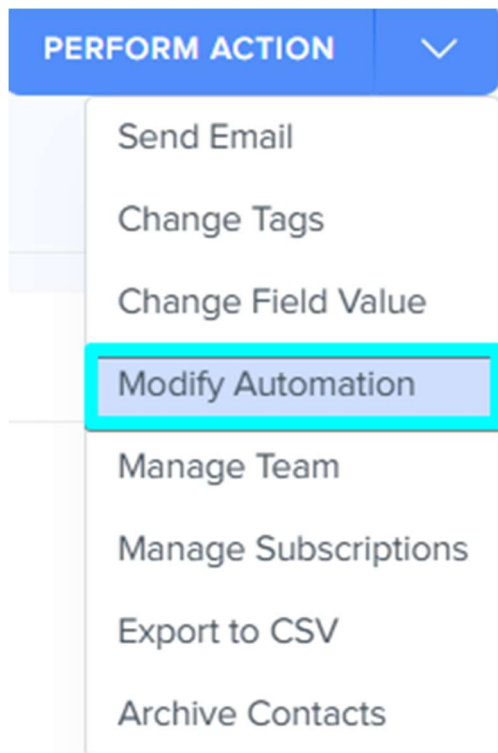 PERFORM ACTION
Send Email
Change Tags
Change Field Value
Modify Automation
Manage Team
Manage Subscriptions
Export to CSV
Archive Contacts